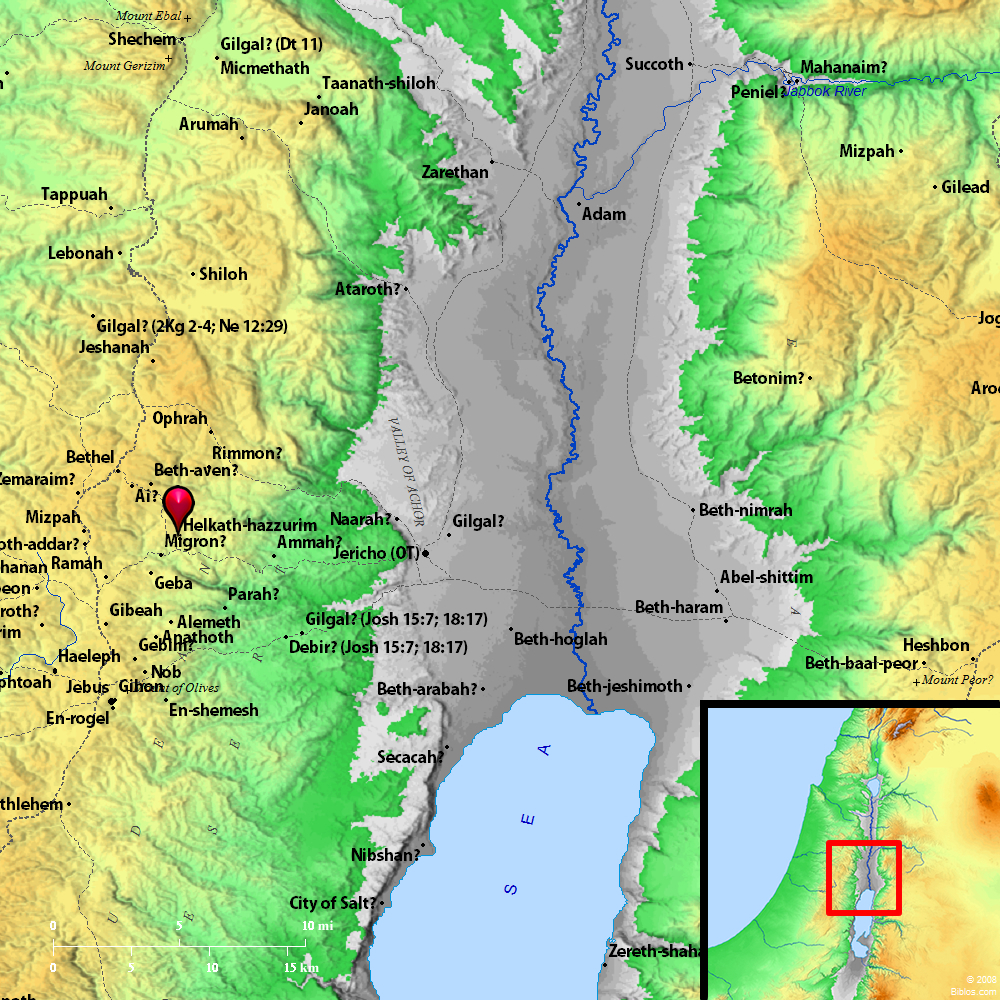 Mount Ebal
Shechem
Mount Gerizim
Gilgal? (Dt 11)
Micmethath
Taanath-shiloh
Janoah
Arumah
Succoth
Mahanaim?
Peniel?
Jabbok River
Mizpah
Gilead
Zarethan
Adam
Tappuah
Lebonah
Shiloh
Ataroth?
Gilgal? (2Kg 2-4; Ne 12:29)
Jeshanah
Jog
Betonim?
Aroe
Ophrah
VALLEY OF ACHOR
Rimmon?
Bethel
Beth-aven?
Zemaraim?
Ai?
Mizpah
Helkath-hazzurim
Naarah?
Gilgal?
Beth-nimrah
Migron?
Ammah?
Jericho (OT)
oth-addar?
hanan
Ramah
Geba
Abel-shittim
eon
Parah?
Beth-haram
roth?
Gibeah
Alemeth
Gilgal? (Josh 15:7; 18:17)
rim
Anathoth
Gebim?
Debir? (Josh 15:7; 18:17)
Beth-hoglah
Heshbon
Haeleph
Beth-baal-peor
Nob
Mount Peor?
phtoah
Jebus
Gihon
Mount of Olives
Beth-arabah?
Beth-jeshimoth
En-rogel
En-shemesh
Secacah?
S E A
thlehem
Nibshan?
City of Salt?
Zereth-shaha
0 5 10 mi
0 5 10 15 km
nath
© 2008
Biblos.com